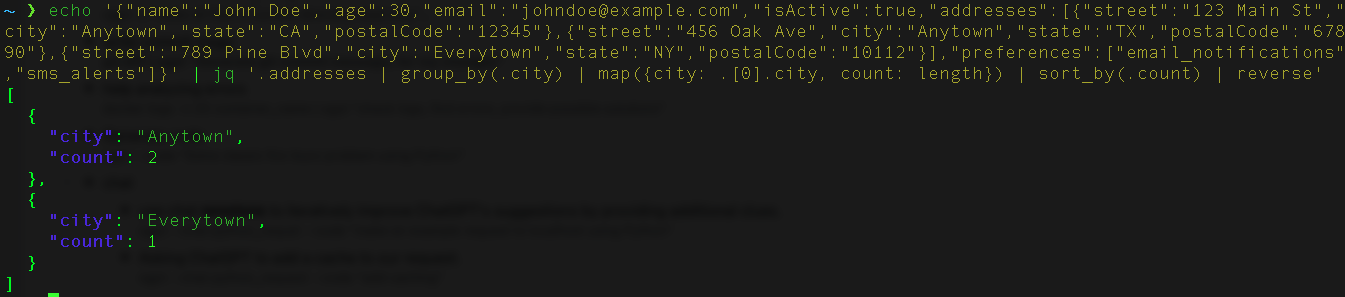 ~ ❯ echo '{"name":"John Doe","age":30,"email":"johndoe@example.com","isActive":true,"addresses":[{"street":"123 Main St","
city":"Anytown","state":"CA","postalCode":"12345"},{"street":"456 Oak Ave","city":"Anytown","state":"TX","postalCode":"678
90"},{"street":"789 Pine Blvd","city":"Everytown","state":"NY","postalCode":"10112"}],"preferences":["email_notifications"
,"sms_alerts"]}' | jq '.addresses | group_by(.city) | map({city: .[0].city, count: length}) | sort_by(.count) | reverse'
[
  {
    "city": "Anytown",
    "count": 2
  },
  {
    "city": "Everytown",
    "count": 1
  }
]